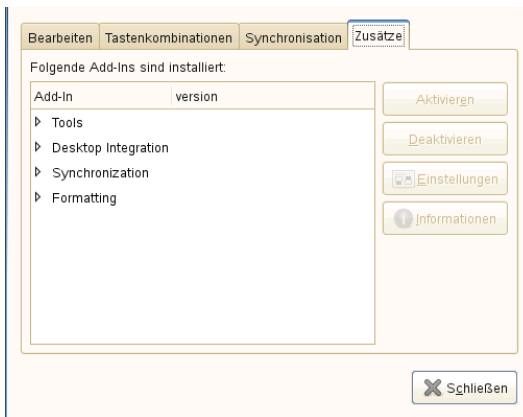 Bearbeiten Tastenkombinationen Synchronisation Zusätze
Folgende Add-Ins sind installiert:
Add-In version
Tools
Desktop Integration
Synchronization
Formatting
Aktivieren
Deaktivieren
Einstellungen
Informationen
Schließen